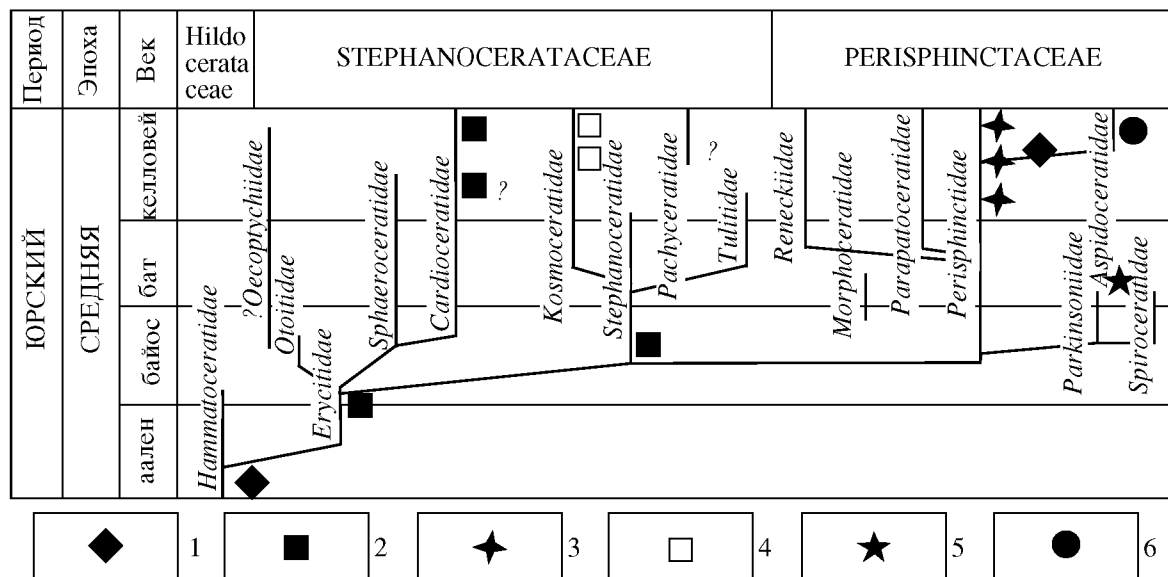 Период
Эпоха
Век
Hildo
cerata
ceae
STEPHANOCERATACEAE
PERISPHINCTACEAE
ЮРСКИЙ
СРЕДНЯЯ
келловей
бат
байос
аален
Hammatoceratidae
?Oecoptychiidae
Otoitidae
Erycitidae
Sphaeroceratidae
Cardioceratidae
?
Kosmoceratidae
Stephanoceratidae
Pachyceratidae
?
Tulitidae
Reneckiidae
Morphoceratidae
Parapatoceratidae
Perisphinctidae
Parkinsoniidae
Aspidoceratidae
Spiroceratidae
1
2
3
4
5
6